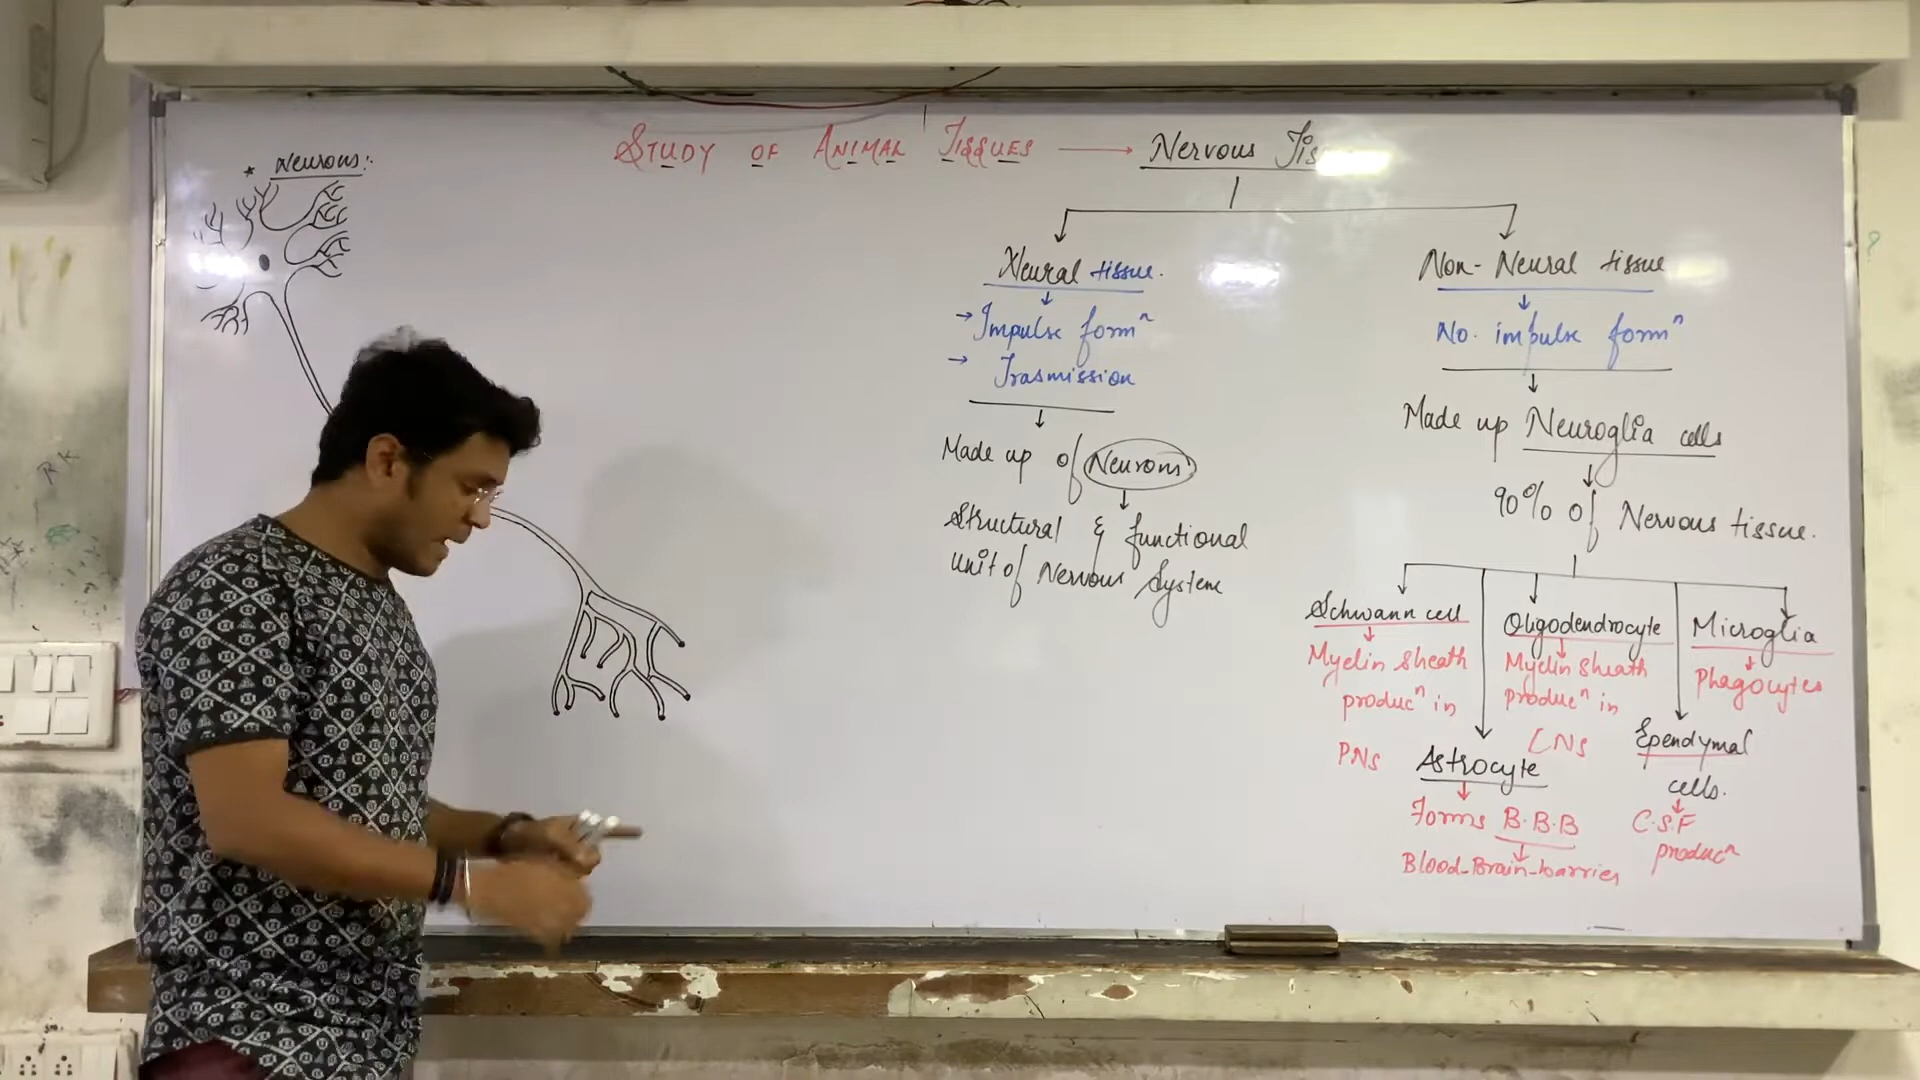 STUDY OF ANIMAL TISSUES → Nervous Tis
* Neurons:
Neural tissue.
→ Impulse formⁿ
→ Trasmission
Made up of Neurons
Structural & functional
Unit of Nervous System
Non-Neural tissue
No. impulse formⁿ
Made up Neuroglia cells
90% of Nervous tissue.
Schwann cell
Myelin Sheath
producⁿ in
PNS
Oligodendrocyte
Myelin Sheath
producⁿ in
CNS
Microglia
Phagocytes
Astrocyte
Forms B.B.B
Blood-Brain-barrier
Ependymal
cells.
C.S.F
producⁿ
RK